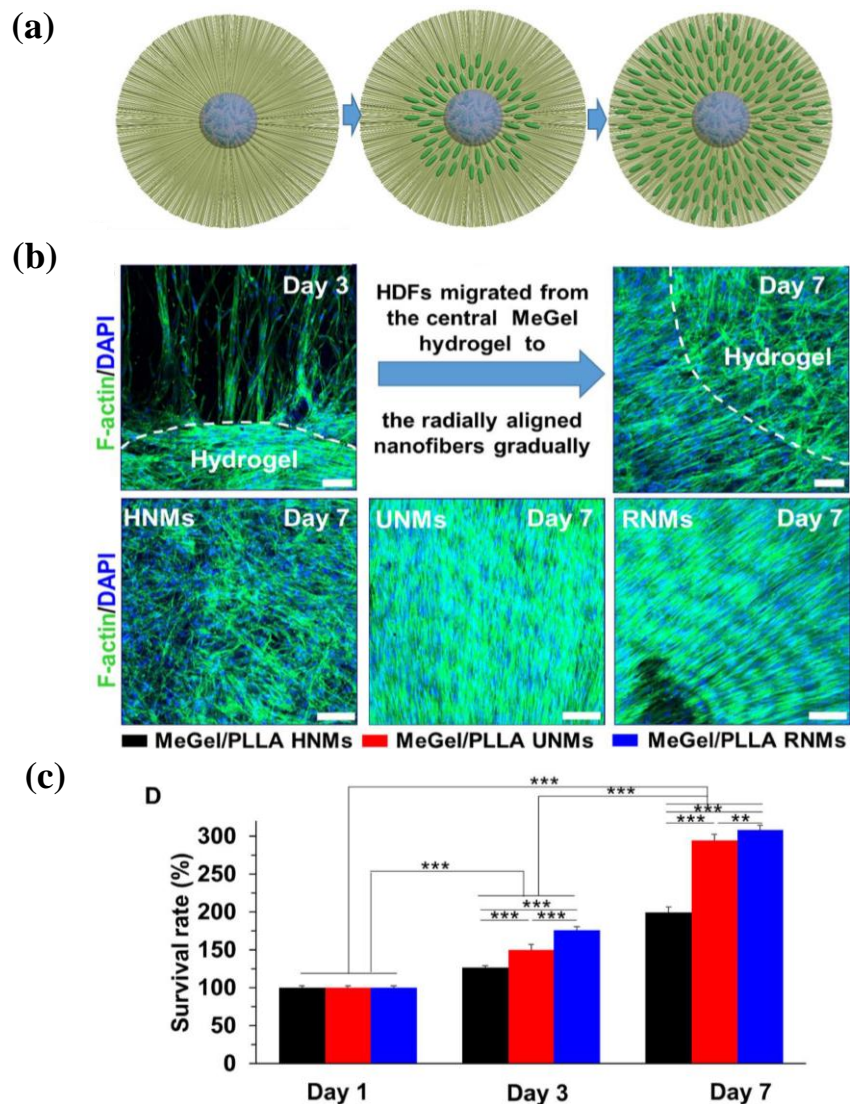 (a)
(b)
F-actin/DAPI
Day 3
Hydrogel
HDFs migrated from
the central MeGel
hydrogel to
the radially aligned
nanofibers gradually
Day 7
Hydrogel
F-actin/DAPI
HNMs Day 7
UNMs Day 7
RNMs Day 7
MeGel/PLLA HNMs MeGel/PLLA UNMs MeGel/PLLA RNMs
(c)
D
Survival rate (%)
300
250
200
150
100
50
0
***
***
***
***
*** **
***
*** ***
Day 1 Day 3 Day 7